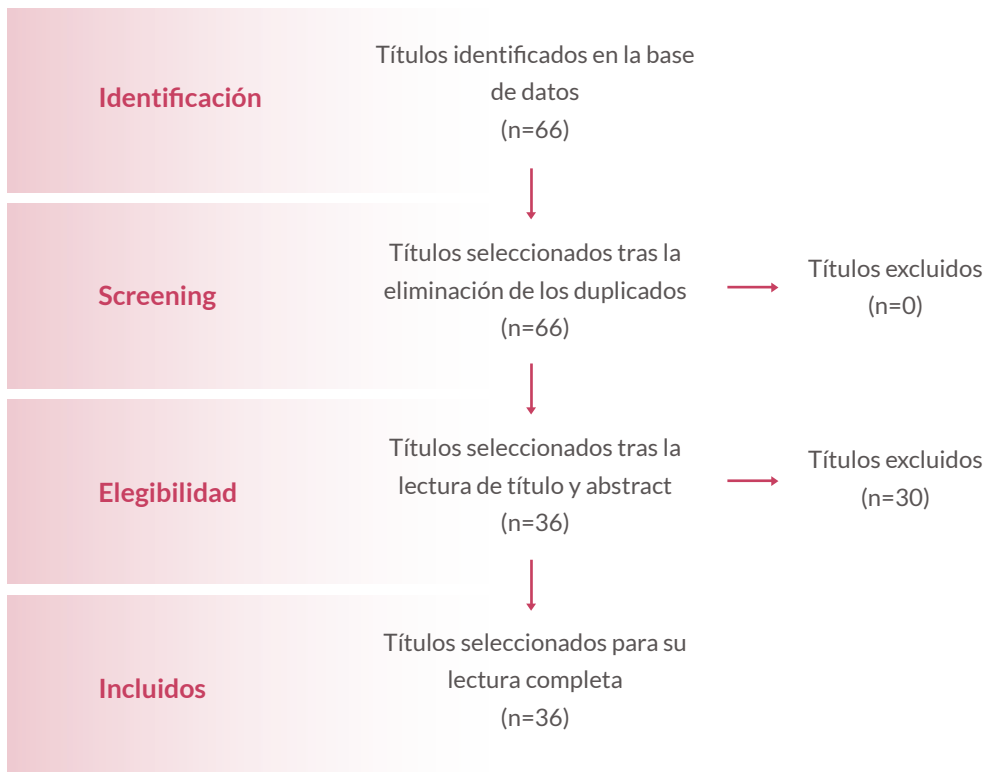 Identificación
Títulos identificados en la base
de datos
(n=66)
Screening
Títulos seleccionados tras la
eliminación de los duplicados
(n=66)
Títulos excluidos
(n=0)
Elegibilidad
Títulos seleccionados tras la
lectura de título y abstract
(n=36)
Títulos excluidos
(n=30)
Incluidos
Títulos seleccionados para su
lectura completa
(n=36)